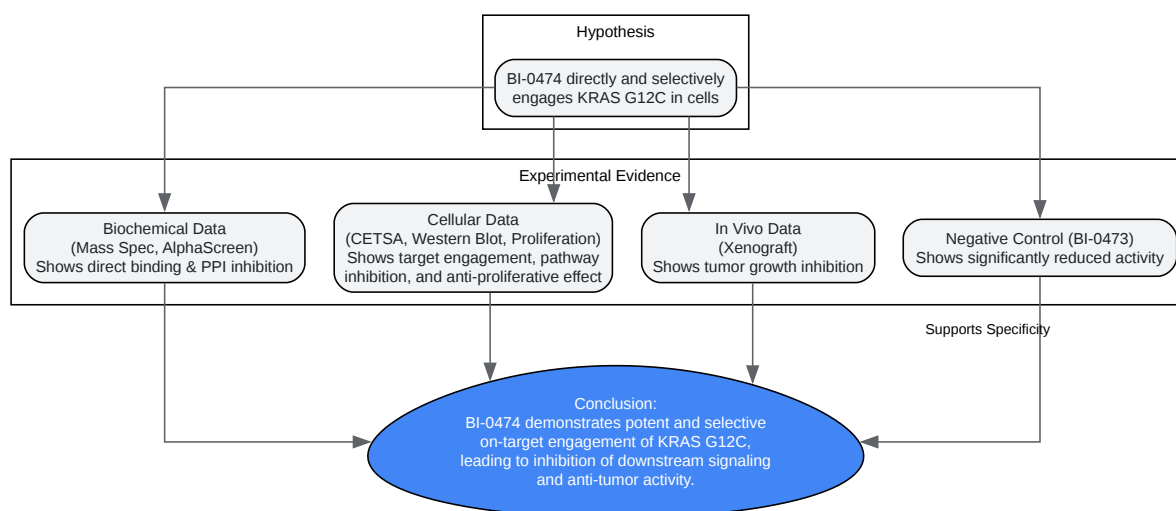 Hypothesis
BI-0474 directly and selectively
engages KRAS G12C in cells
Experimental Evidence
Biochemical Data
(Mass Spec, AlphaScreen)
Shows direct binding & PPI inhibition
Cellular Data
(CETSA, Western Blot, Proliferation)
Shows target engagement, pathway
inhibition, and anti-proliferative effect
In Vivo Data
(Xenograft)
Shows tumor growth inhibition
Negative Control (BI-0473)
Shows significantly reduced activity
Supports Specificity
Conclusion:
BI-0474 demonstrates potent and selective
on-target engagement of KRAS G12C,
leading to inhibition of downstream signaling
and anti-tumor activity.